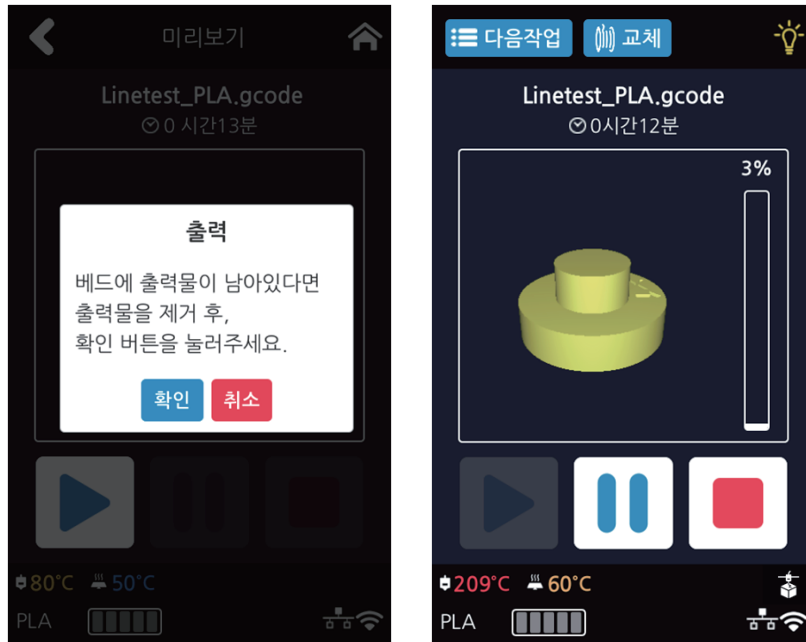 미리보기
Linetest_PLA.gcode
0 시간13분
출력
베드에 출력물이 남아있다면
출력물을 제거 후,
확인 버튼을 눌러주세요.
확인 취소
80°C 50°C
PLA
다음작업 교체
Linetest_PLA.gcode
0시간12분
3%
209°C 60°C
PLA